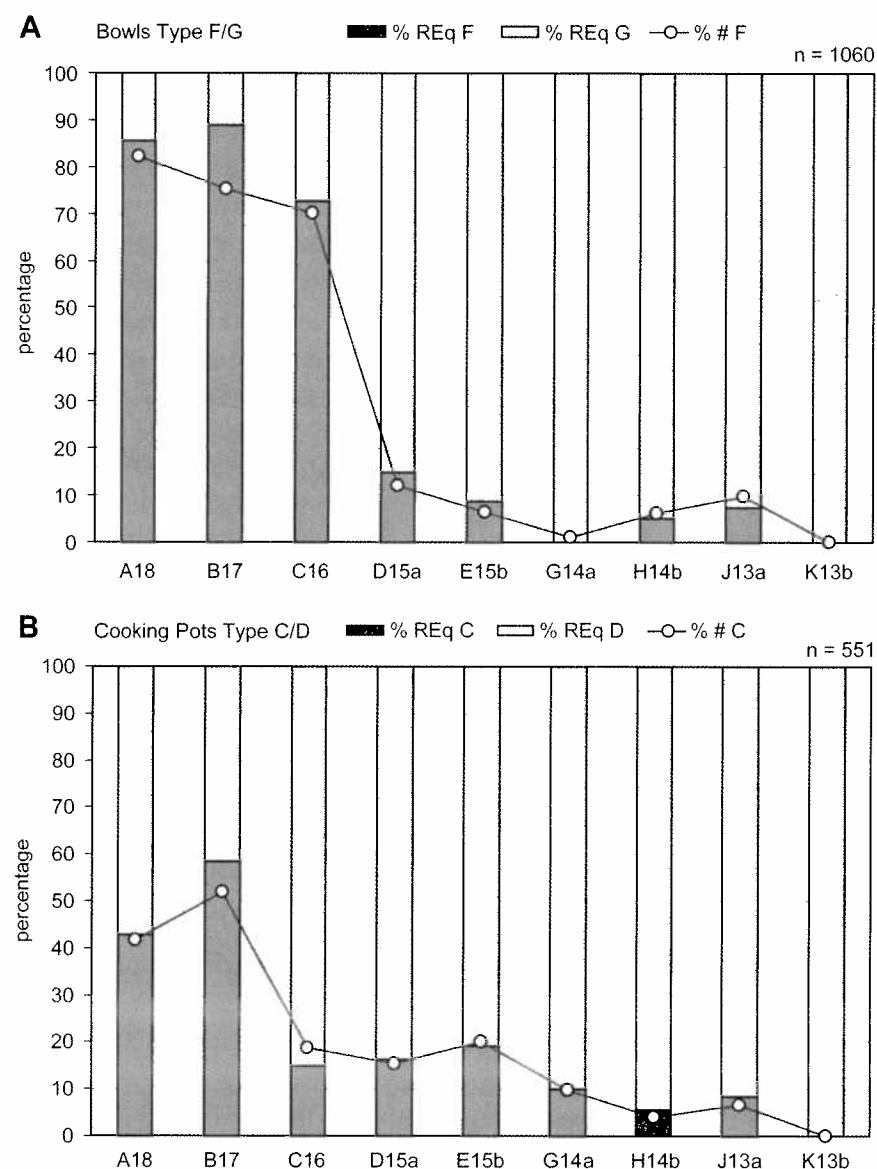 A Bowls Type F/G % REq F % REq G % # F
n = 1060
100
90
80
70
60
50
40
30
20
10
0
percentage
A18 B17 C16 D15a E15b G14a H14b J13a K13b
B Cooking Pots Type C/D % REq C % REq D % # C
n = 551
100
90
80
70
60
50
40
30
20
10
0
percentage
A18 B17 C16 D15a E15b G14a H14b J13a K13b